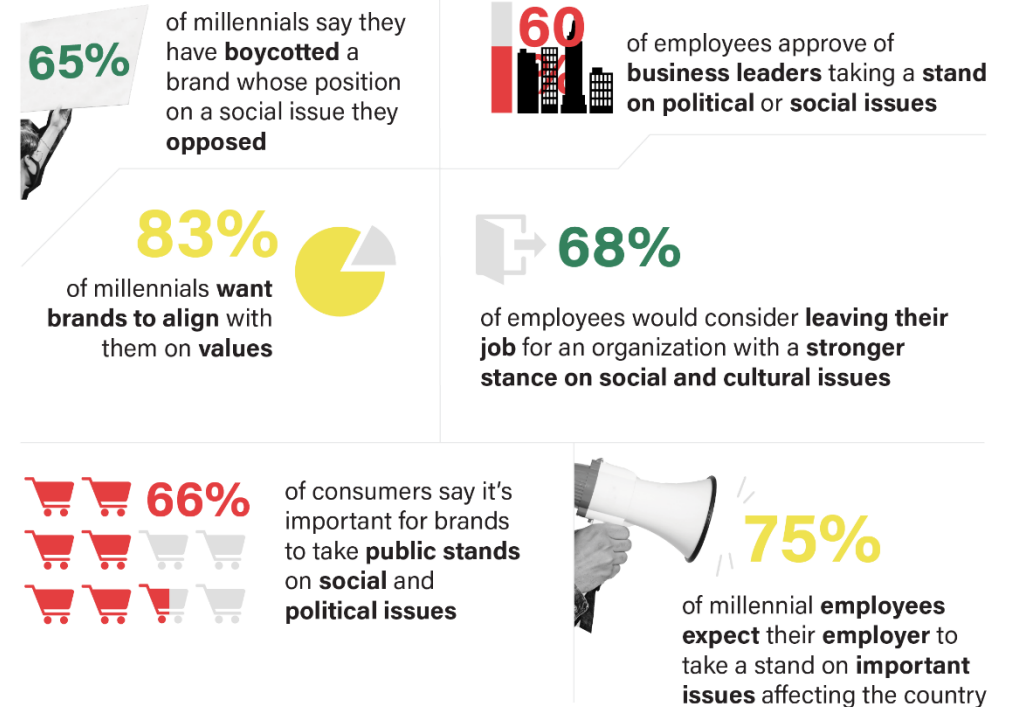 65%
of millennials say they
have boycotted a
brand whose position
on a social issue they
opposed
60
%
of employees approve of
business leaders taking a stand
on political or social issues
83%
of millennials want
brands to align with
them on values
68%
of employees would consider leaving their
job for an organization with a stronger
stance on social and cultural issues
66%
of consumers say it’s
important for brands
to take public stands
on social and
political issues
75%
of millennial employees
expect their employer to
take a stand on important
issues affecting the country